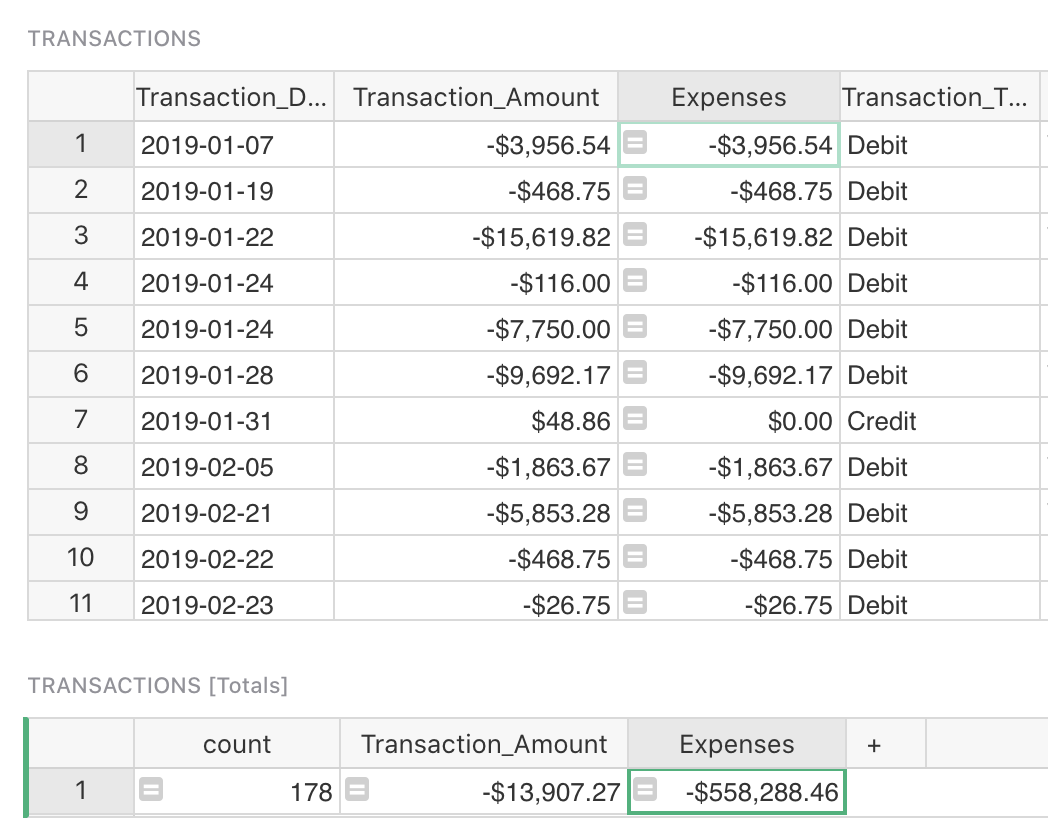 TRANSACTIONS
Transaction_D... Transaction_Amount Expenses Transaction_T...
1 2019-01-07 -$3,956.54 = -$3,956.54 Debit
2 2019-01-19 -$468.75 = -$468.75 Debit
3 2019-01-22 -$15,619.82 = -$15,619.82 Debit
4 2019-01-24 -$116.00 = -$116.00 Debit
5 2019-01-24 -$7,750.00 = -$7,750.00 Debit
6 2019-01-28 -$9,692.17 = -$9,692.17 Debit
7 2019-01-31 $48.86 = $0.00 Credit
8 2019-02-05 -$1,863.67 = -$1,863.67 Debit
9 2019-02-21 -$5,853.28 = -$5,853.28 Debit
10 2019-02-22 -$468.75 = -$468.75 Debit
11 2019-02-23 -$26.75 = -$26.75 Debit
TRANSACTIONS [Totals]
count Transaction_Amount Expenses +
1 = 178 = -$13,907.27 = -$558,288.46